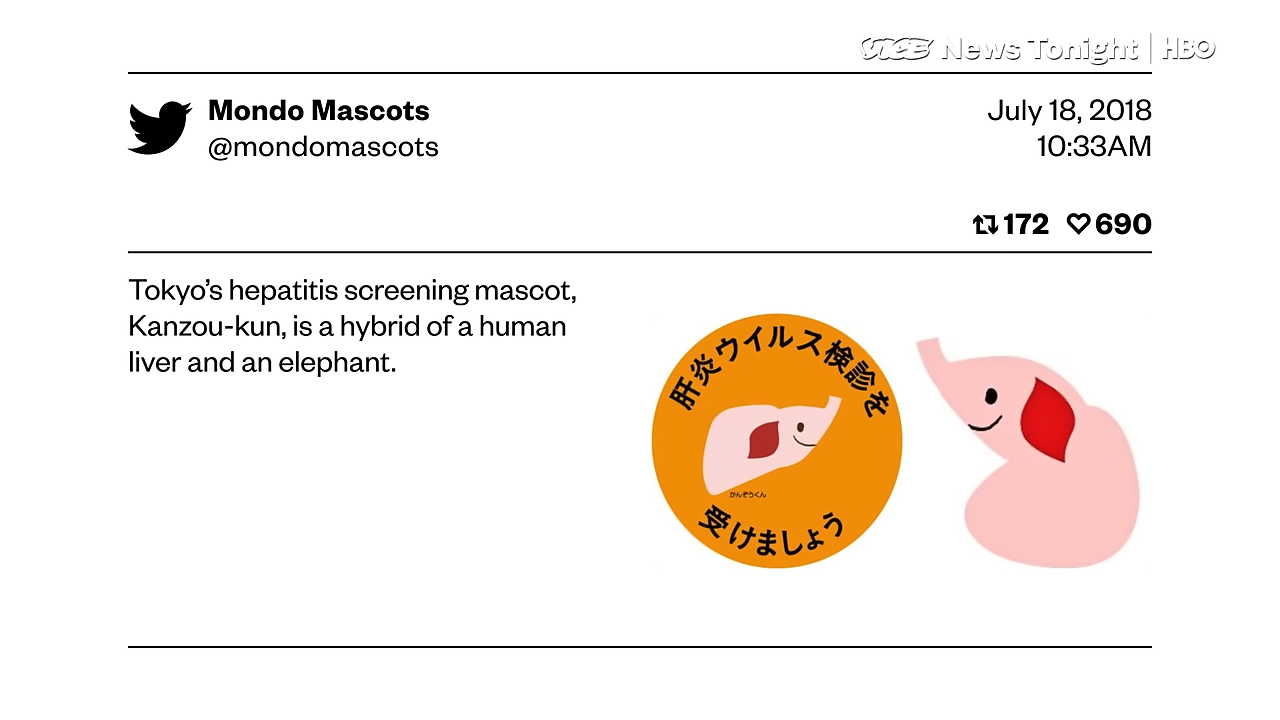 VICE News Tonight | HBO
Mondo Mascots
@mondomascots
July 18, 2018
10:33AM
172 690
Tokyo’s hepatitis screening mascot,
Kanzou-kun, is a hybrid of a human
liver and an elephant.
肝炎ウイルス検診を
かんぞうくん
受けましょう